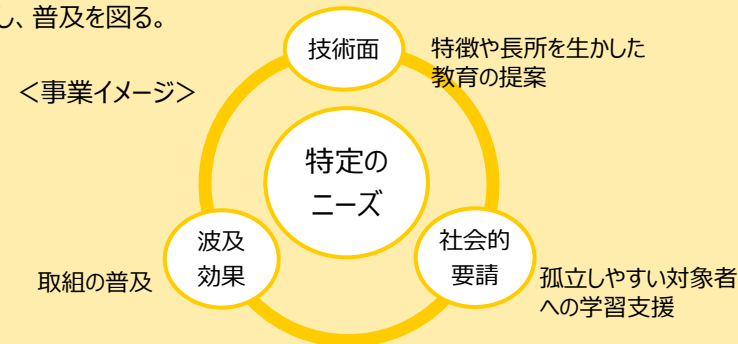 し、普及を図る。
＜事業イメージ＞
技術面
特徴や長所を生かした
教育の提案
特定の
ニーズ
波及
効果
取組の普及
社会的
要請
孤立しやすい対象者
への学習支援